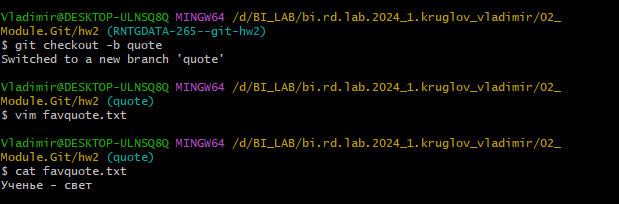 Vladimir@DESKTOP-ULNSQ8Q MINGW64 /d/BI_LAB/bi.rd.lab.2024_1.kruglov_vladimir/02_
Module.Git/hw2 (RNTGDATA-265--git-hw2)
$ git checkout -b quote
Switched to a new branch 'quote'
Vladimir@DESKTOP-ULNSQ8Q MINGW64 /d/BI_LAB/bi.rd.lab.2024_1.kruglov_vladimir/02_
Module.Git/hw2 (quote)
$ vim favquote.txt
Vladimir@DESKTOP-ULNSQ8Q MINGW64 /d/BI_LAB/bi.rd.lab.2024_1.kruglov_vladimir/02_
Module.Git/hw2 (quote)
$ cat favquote.txt
Ученье - свет